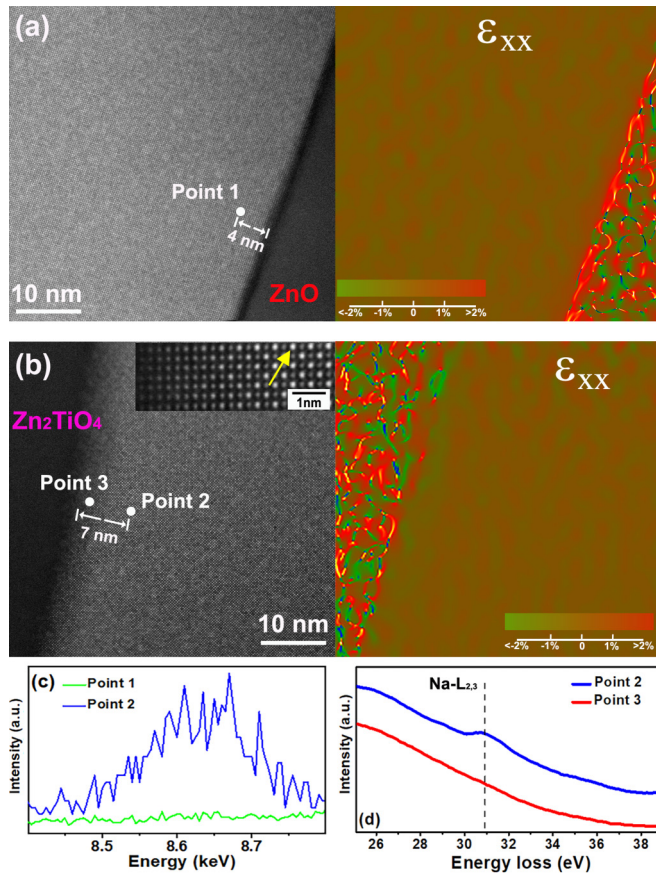 (a)
εxx
Point 1
4 nm
10 nm
ZnO
<-2% -1% 0 1% >2%
(b)
1nm
εxx
Zn₂TiO₄
Point 3
Point 2
7 nm
10 nm
<-2% -1% 0 1% >2%
(c)
Point 1
Point 2
Intensity (a.u.)
8.5 8.6 8.7
Energy (keV)
Na-L₂,₃
Point 2
Point 3
Intensity (a.u.)
(d)
26 28 30 32 34 36 38
Energy loss (eV)